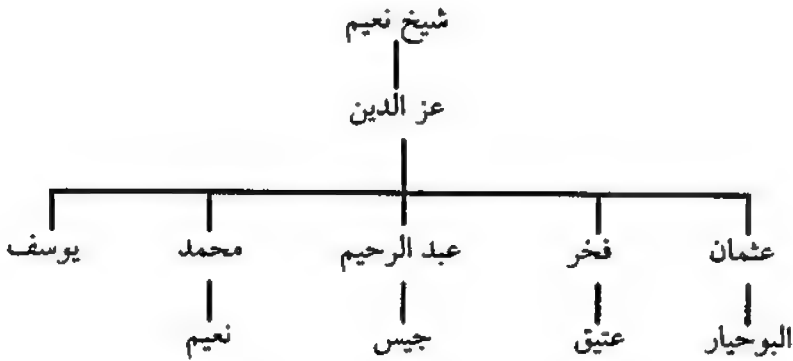 شيخ نعيم
عز الدين
عثمان فخر عبد الرحيم محمد يوسف
البوحيار عتيق جيس نعيم